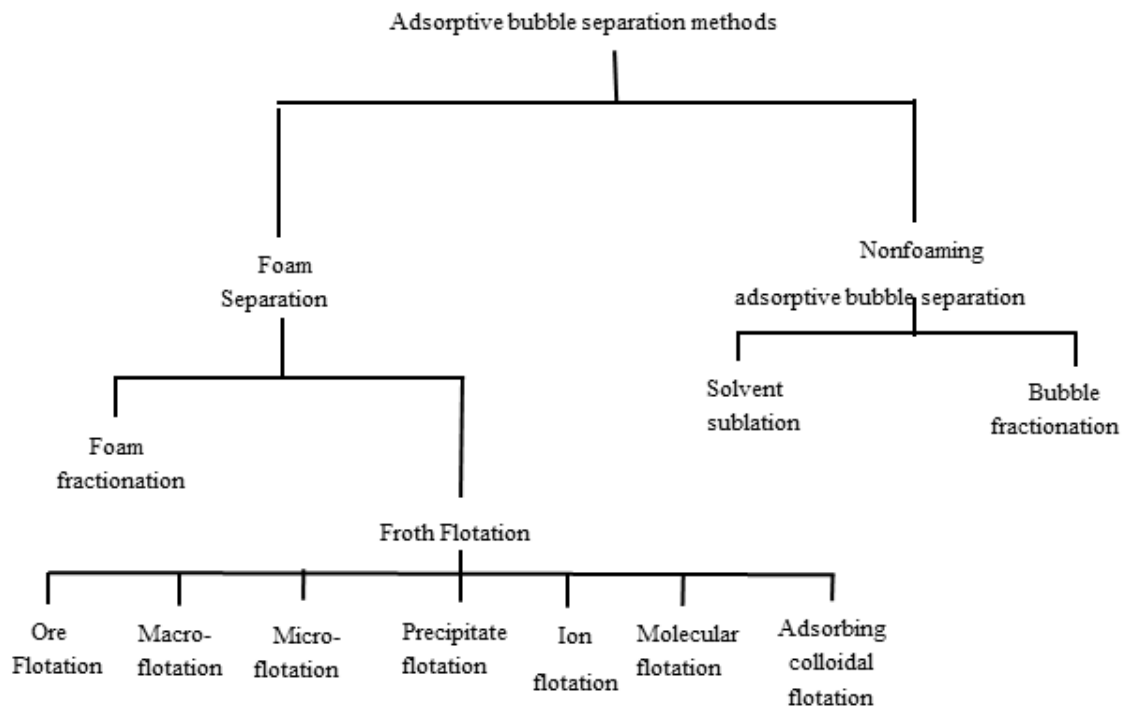 Adsorptive bubble separation methods
Foam
Separation
Nonfoaming
adsorptive bubble separation
Foam
fractionation
Solvent
sublation
Bubble
fractionation
Froth Flotation
Ore
Flotation
Macro-
flotation
Micro-
flotation
Precipitate
flotation
Ion
flotation
Molecular
flotation
Adsorbing
colloidal
flotation